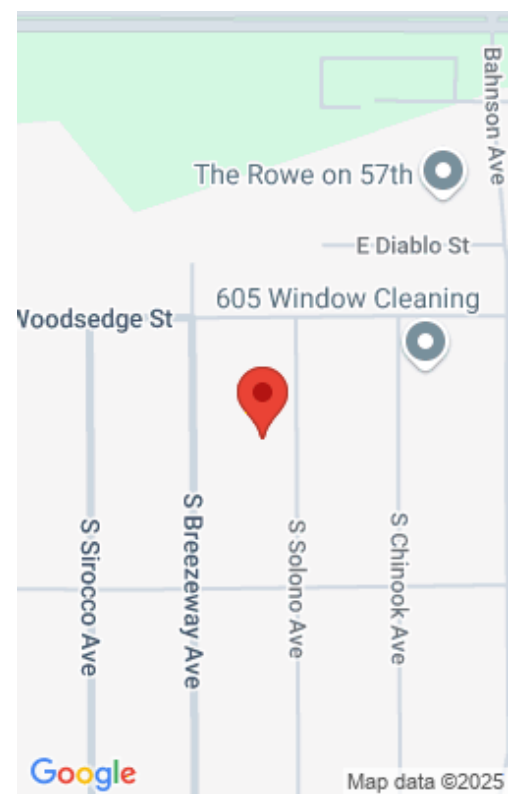 Bahnson Ave
The Rowe on 57th
E Diablo St
605 Window Cleaning
Woodsedge St
S Sirocco Ave
S Breezeway Ave
S Solono Ave
S Chinook Ave
Google
Map data ©2025